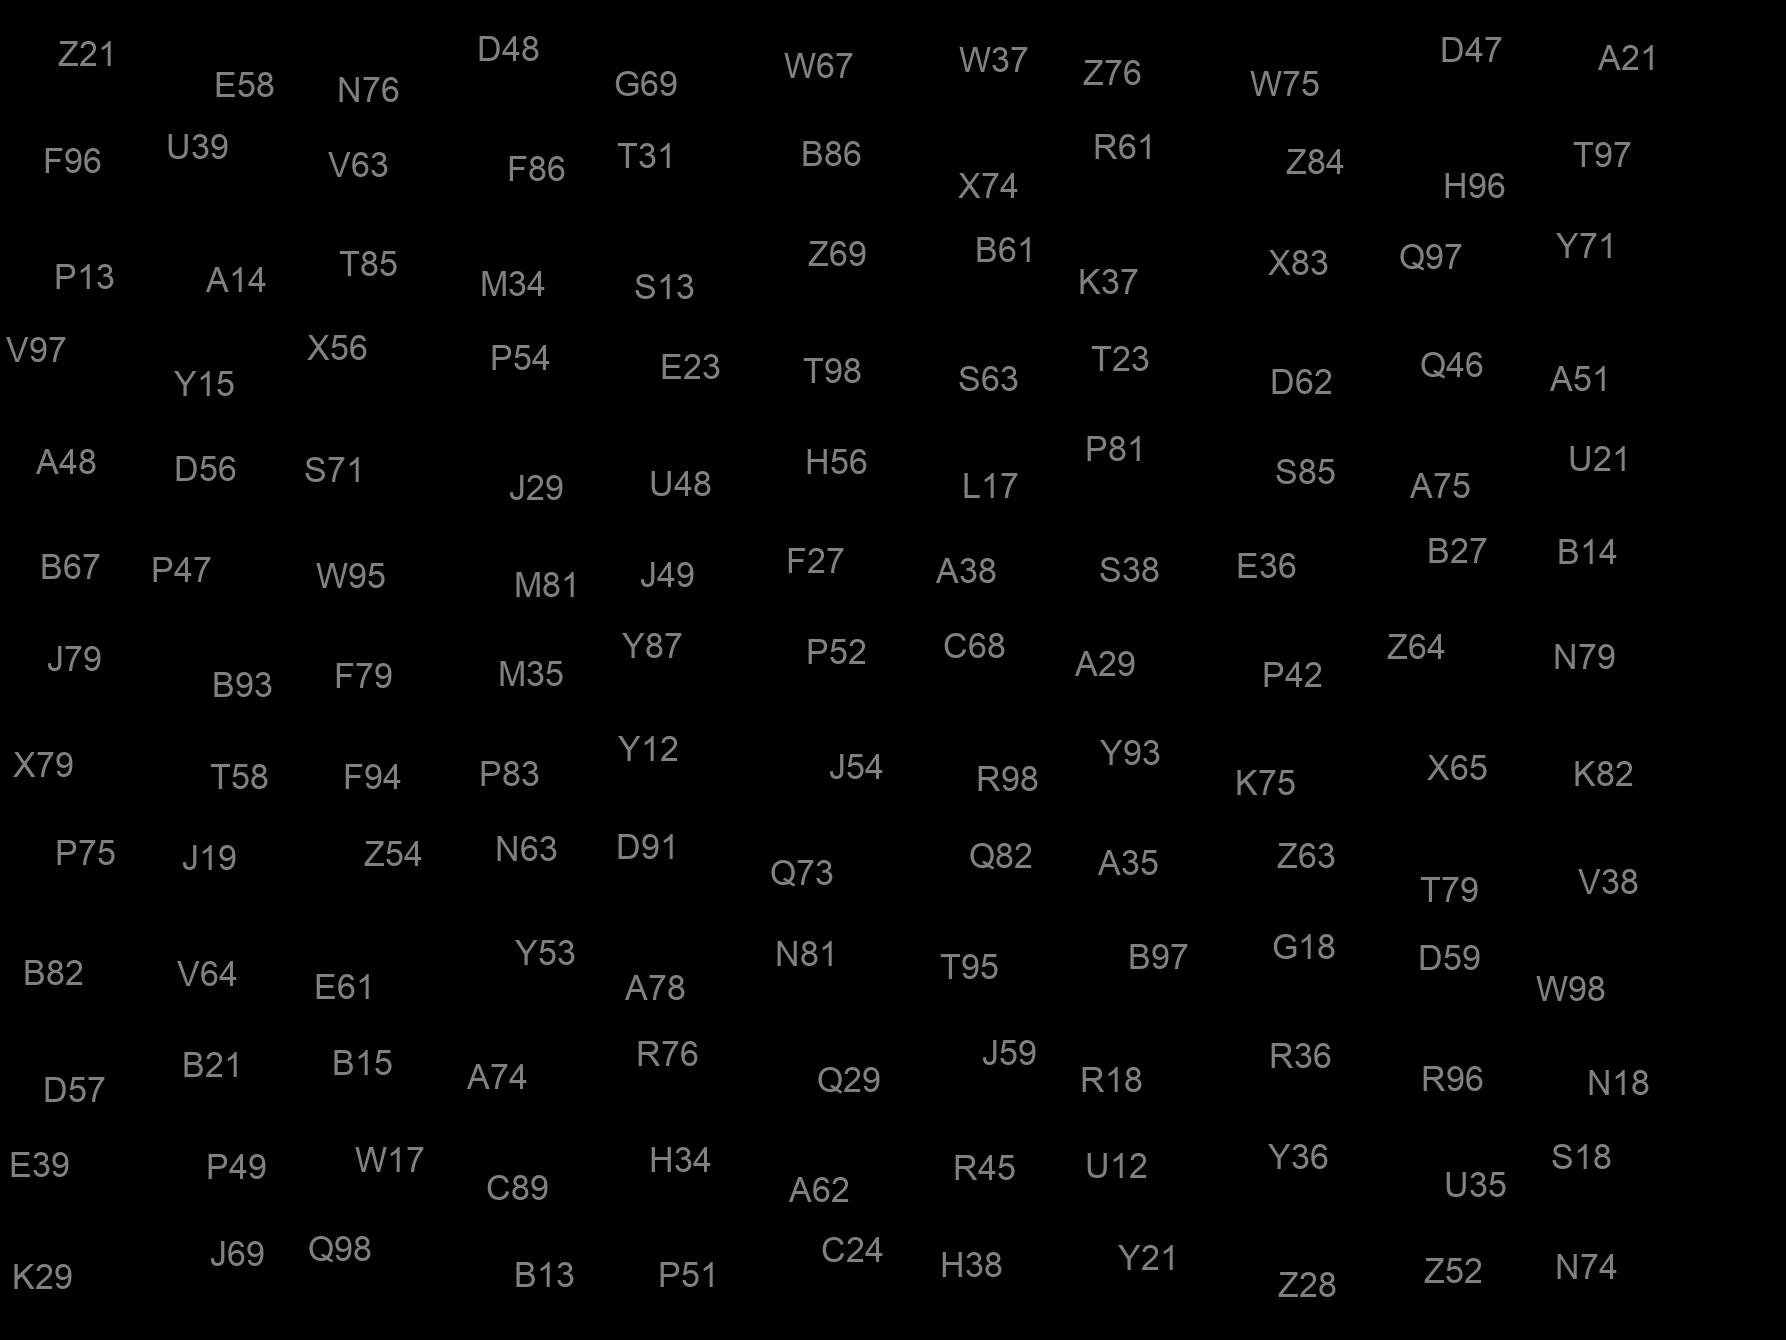 Z21 E58 N76 D48 G69 W67 W37 Z76 W75 D47 A21
F96 U39 V63 F86 T31 B86 X74 R61 Z84 H96 T97
P13 A14 T85 M34 S13 Z69 B61 K37 X83 Q97 Y71
V97 Y15 X56 P54 E23 T98 S63 T23 D62 Q46 A51
A48 D56 S71 J29 U48 H56 L17 P81 S85 A75 U21
B67 P47 W95 M81 J49 F27 A38 S38 E36 B27 B14
J79 B93 F79 M35 Y87 P52 C68 A29 P42 Z64 N79
X79 T58 F94 P83 Y12 J54 R98 Y93 K75 X65 K82
P75 J19 Z54 N63 D91 Q73 Q82 A35 Z63 T79 V38
B82 V64 E61 Y53 A78 N81 T95 B97 G18 D59 W98
D57 B21 B15 A74 R76 Q29 J59 R18 R36 R96 N18
E39 P49 W17 C89 H34 A62 R45 U12 Y36 U35 S18
K29 J69 Q98 B13 P51 C24 H38 Y21 Z28 Z52 N74